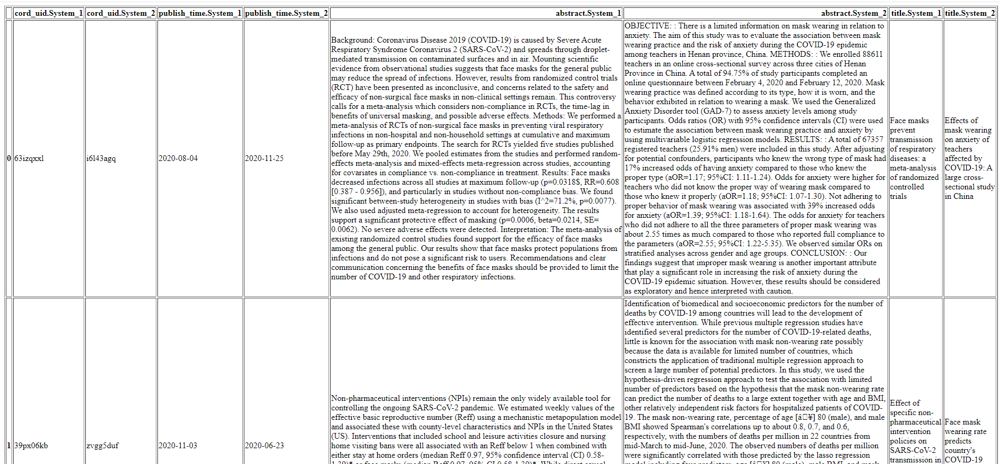 cord_uid.System_1 cord_uid.System_2 publish_time.System_1 publish_time.System_2 abstract.System_1 abstract.System_2 title.System_1 title.System_2
0
63izqxxl
i6l43agq
2020-08-04
2020-11-25
Background: Coronavirus Disease 2019 (COVID-19) is caused by Severe Acute
Respiratory Syndrome Coronavirus 2 (SARS-CoV-2) and spreads through droplet-
mediated transmission on contaminated surfaces and in air. Mounting scientific
evidence from observational studies suggests that face masks for the general public
may reduce the spread of infections. However, results from randomized control trials
(RCT) have been presented as inconclusive, and concerns related to the safety and
efficacy of non-surgical face masks in non-clinical settings remain. This controversy
calls for a meta-analysis which considers non-compliance in RCTs, the time-lag in
benefits of universal masking, and possible adverse effects. Methods: We performed a
meta-analysis of RCTs of non-surgical face masks in preventing viral respiratory
infections in non-hospital and non-household settings at cumulative and maximum
follow-up as primary endpoints. The search for RCTs yielded five studies published
before May 29th, 2020. We pooled estimates from the studies and performed random-
effects meta-analysis and mixed-effects meta-regression across studies, accounting
for covariates in compliance vs. non-compliance in treatment. Results: Face masks
decreased infections across all studies at maximum follow-up (p=0.0318$, RR=0.608
[0.387 - 0.956]), and particularly in studies without non-compliance bias. We found
significant between-study heterogeneity in studies with bias (I^2=71.2%, p=0.0077).
We also used adjusted meta-regression to account for heterogeneity. The results
support a significant protective effect of masking (p=0.0006, beta=0.0214, SE=
0.0062). No severe adverse effects were detected. Interpretation: The meta-analysis of
existing randomized control studies found support for the efficacy of face masks
among the general public. Our results show that face masks protect populations from
infections and do not pose a significant risk to users. Recommendations and clear
communication concerning the benefits of face masks should be provided to limit the
number of COVID-19 and other respiratory infections.
OBJECTIVE: : There is a limited information on mask wearing in relation to
anxiety. The aim of this study was to evaluate the association between mask
wearing practice and the risk of anxiety during the COVID-19 epidemic
among teachers in Henan province, China. METHODS: : We enrolled 88611
teachers in an online cross-sectional survey across three cities of Henan
Province in China. A total of 94.75% of study participants completed an
online questionnaire between February 4, 2020 and February 12, 2020. Mask
wearing practice was defined according to its type, how it is worn, and the
behavior exhibited in relation to wearing a mask. We used the Generalized
Anxiety Disorder tool (GAD-7) to assess anxiety levels among study
participants. Odds ratios (OR) with 95% confidence intervals (CI) were used
to estimate the association between mask wearing practice and anxiety by
using multivariable logistic regression models. RESULTS: : A total of 67357
registered teachers (25.91% men) were included in this study. After adjusting
for potential confounders, participants who knew the wrong type of mask had
17% increased odds of having anxiety compared to those who knew the
proper type (aOR=1.17; 95%CI: 1.11-1.24). Odds for anxiety were higher for
teachers who did not know the proper way of wearing mask compared to
those who knew it properly (aOR=1.18; 95%CI: 1.07-1.30). Not adhering to
proper behavior of mask wearing was associated with 39% increased odds
for anxiety (aOR=1.39; 95%CI: 1.18-1.64). The odds for anxiety for teachers
who did not adhere to all the three parameters of proper mask wearing was
about 2.55 times as much compared to those who reported full compliance to
the parameters (aOR=2.55; 95%CI: 1.22-5.35). We observed similar ORs on
stratified analyses across gender and age groups. CONCLUSION: : Our
findings suggest that improper mask wearing is another important attribute
that play a significant role in increasing the risk of anxiety during the
COVID-19 epidemic situation. However, these results should be considered
as exploratory and hence interpreted with caution.
Face masks
prevent
transmission
of respiratory
diseases: a
meta-analysis
of randomized
controlled
trials
Effects of
mask wearing
on anxiety of
teachers
affected by
COVID-19: A
large cross-
sectional study
in China
1
39px06kb
zvgg5duf
2020-11-03
2020-06-23
Non-pharmaceutical interventions (NPIs) remain the only widely available tool for
controlling the ongoing SARS-CoV-2 pandemic. We estimated weekly values of the
effective basic reproductive number (Reff) using a mechanistic metapopulation model
and associated these with county-level characteristics and NPIs in the United States
(US). Interventions that included school and leisure activities closure and nursing
home visiting bans were all associated with an Reff below 1 when combined with
either stay at home orders (median Reff 0.97, 95% confidence interval (CI) 0.58-
1.39)* or face masks (median Reff 0.97, 95% CI 0.58-1.39)*. While direct causal
Identification of biomedical and socioeconomic predictors for the number of
deaths by COVID-19 among countries will lead to the development of
effective intervention. While previous multiple regression studies have
identified several predictors for the number of COVID-19-related deaths,
little is known for the association with mask non-wearing rate possibly
because the data is available for limited number of countries, which
constricts the application of traditional multiple regression approach to
screen a large number of potential predictors. In this study, we used the
hypothesis-driven regression approach to test the association with limited
number of predictors based on the hypothesis that the mask non-wearing rate
can predict the number of deaths to a large extent together with age and BMI,
other relatively independent risk factors for hospitalized patients of COVID-
19. The mask non-wearing rate, percentage of age [â□¥] 80 (male), and male
BMI showed Spearman's correlations up to about 0.8, 0.7, and 0.6,
respectively, with the numbers of deaths per million in 22 countries from
mid-March to mid-June, 2020. The observed numbers of deaths per million
were significantly correlated with those predicted by the lasso regression
model including four predictors, age [â□¥] 80 (male), male BMI, and mask
Effect of
specific non-
pharmaceutical
intervention
policies on
SARS-CoV-2
transmission in
Face mask
wearing rate
predicts
country's
COVID-19